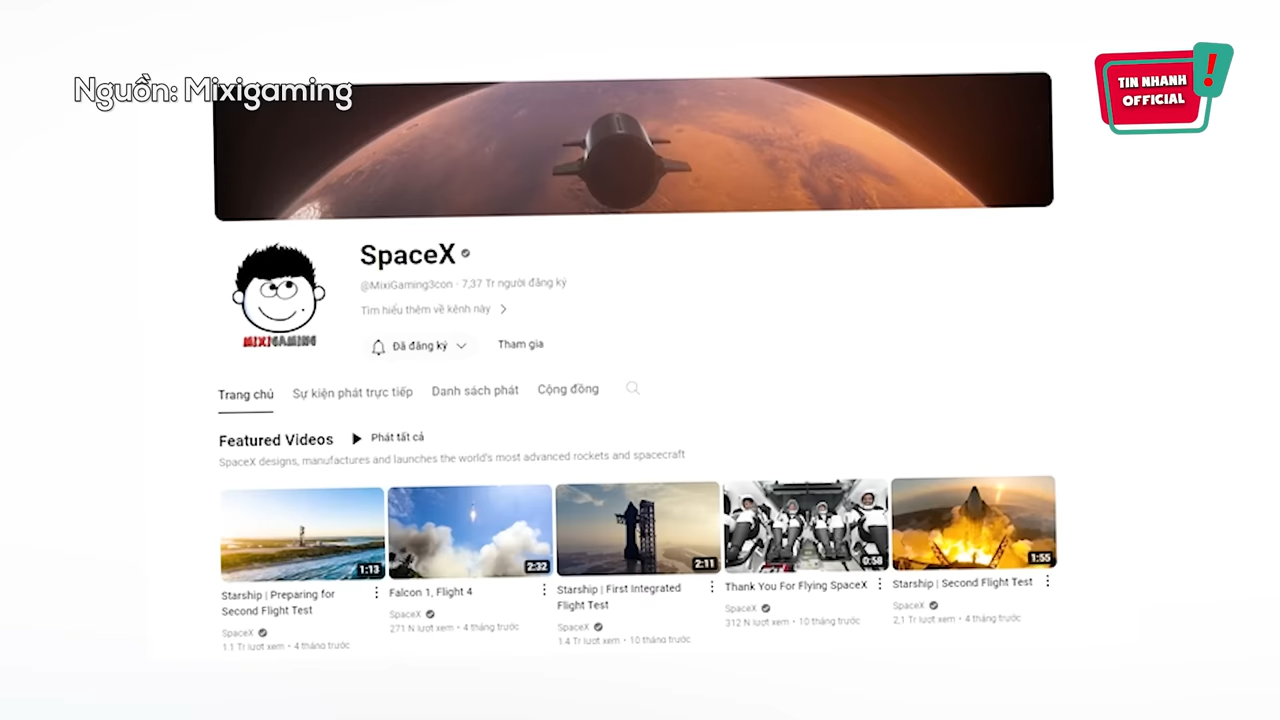 Nguồn: Mixigaming
TIN NHANH
OFFICIAL
!
SpaceX
@MixiGaming3con · 7,37 Tr người đăng ký
Tìm hiểu thêm về kênh này
MIXIGAMING
Đã đăng ký
Tham gia
Trang chủ
Sự kiện phát trực tiếp
Danh sách phát
Cộng đồng
Featured Videos
Phát tất cả
SpaceX designs, manufactures and launches the world's most advanced rockets and spacecraft
1:13
2:32
2:11
0:58
1:55
Starship | Preparing for
Second Flight Test
SpaceX
1,1 Tr lượt xem • 4 tháng trước
Falcon 1, Flight 4
SpaceX
271 N lượt xem • 4 tháng trước
Starship | First Integrated
Flight Test
SpaceX
1,4 Tr lượt xem • 10 tháng trước
Thank You For Flying SpaceX
SpaceX
312 N lượt xem • 10 tháng trước
Starship | Second Flight Test
SpaceX
2,1 Tr lượt xem • 4 tháng trước